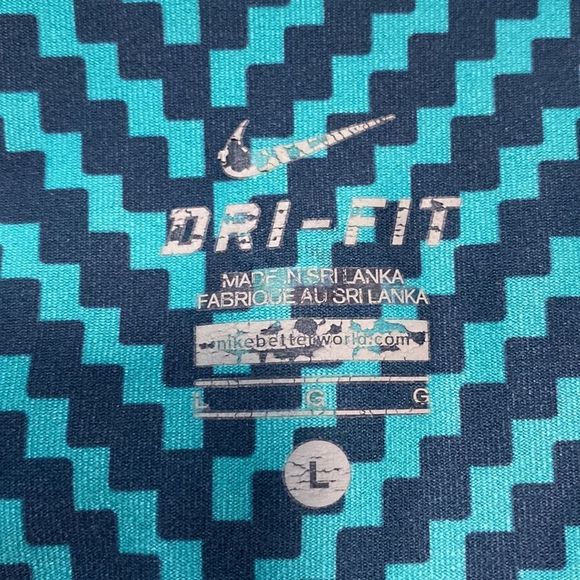 DRI-FIT
MADE IN SRI LANKA
FABRIQUE AU SRI LANKA
nikebetterworld.com
L G G
L